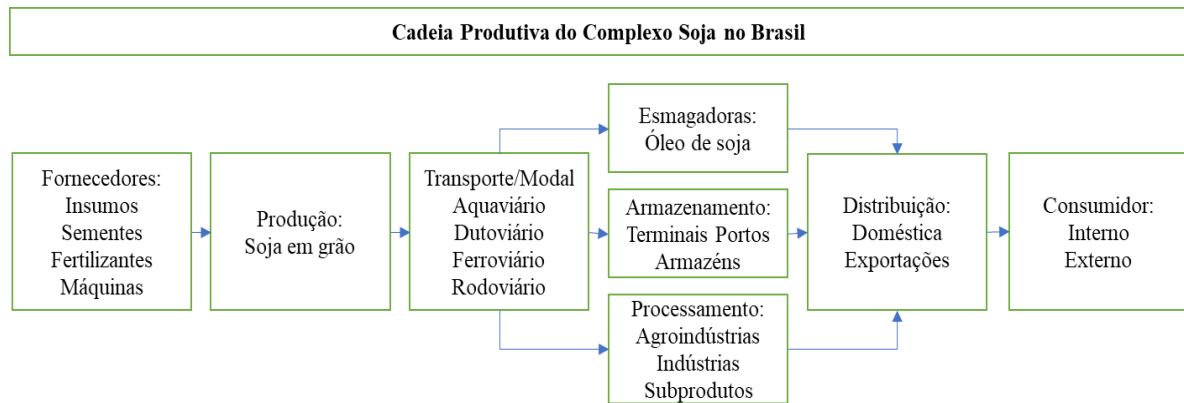 Cadeia Produtiva do Complexo Soja no Brasil
Fornecedores:
Insumos
Sementes
Fertilizantes
Máquinas
Produção:
Soja em grão
Transporte/Modal
Aquaviário
Dutoviário
Ferroviário
Rodoviário
Esmagadoras:
Óleo de soja
Armazenamento:
Terminais Portos
Armazéns
Processamento:
Agroindústrias
Indústrias
Subprodutos
Distribuição:
Doméstica
Exportações
Consumidor:
Interno
Externo